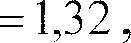 = 1,32 ,